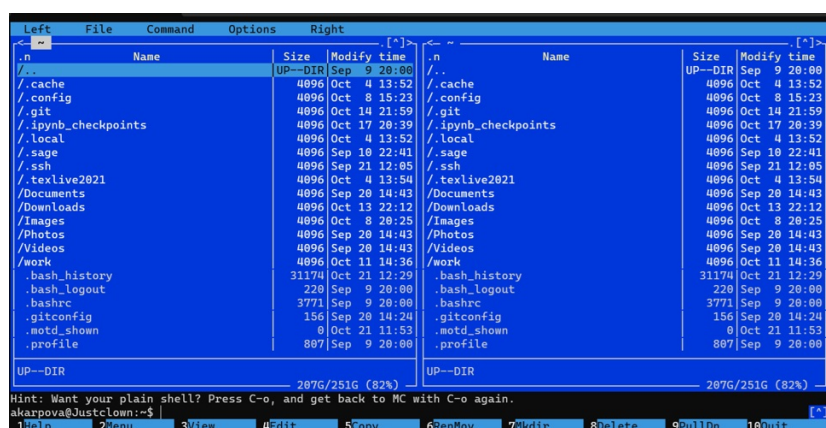 Left File Command Options Right
<- ~ .[^]> <- ~ .[^]>
.n Name Size Modify time .n Name Size Modify time
/.. UP--DIR Sep 9 20:00 /.. UP--DIR Sep 9 20:00
/.cache 4096 Oct 4 13:52 /.cache 4096 Oct 4 13:52
/.config 4096 Oct 8 15:23 /.config 4096 Oct 8 15:23
/.git 4096 Oct 14 21:59 /.git 4096 Oct 14 21:59
/.ipynb_checkpoints 4096 Oct 17 20:39 /.ipynb_checkpoints 4096 Oct 17 20:39
/.local 4096 Oct 4 13:52 /.local 4096 Oct 4 13:52
/.sage 4096 Sep 10 22:41 /.sage 4096 Sep 10 22:41
/.ssh 4096 Sep 21 12:05 /.ssh 4096 Sep 21 12:05
/.texlive2021 4096 Oct 4 13:54 /.texlive2021 4096 Oct 4 13:54
/Documents 4096 Sep 20 14:43 /Documents 4096 Sep 20 14:43
/Downloads 4096 Oct 13 22:12 /Downloads 4096 Oct 13 22:12
/Images 4096 Oct 8 20:25 /Images 4096 Oct 8 20:25
/Photos 4096 Sep 20 14:43 /Photos 4096 Sep 20 14:43
/Videos 4096 Sep 20 14:43 /Videos 4096 Sep 20 14:43
/work 4096 Oct 11 14:36 /work 4096 Oct 11 14:36
.bash_history 31174 Oct 21 12:29 .bash_history 31174 Oct 21 12:29
.bash_logout 220 Sep 9 20:00 .bash_logout 220 Sep 9 20:00
.bashrc 3771 Sep 9 20:00 .bashrc 3771 Sep 9 20:00
.gitconfig 156 Sep 20 14:24 .gitconfig 156 Sep 20 14:24
.motd_shown 0 Oct 21 11:53 .motd_shown 0 Oct 21 11:53
.profile 807 Sep 9 20:00 .profile 807 Sep 9 20:00
UP--DIR UP--DIR
207G/251G (82%) 207G/251G (82%)
Hint: Want your plain shell? Press C-o, and get back to MC with C-o again.
akarpova@Justclown:~$ [^]
1Help 2Menu 3View 4Edit 5Copy 6RenMov 7Mkdir 8Delete 9PullDn 10Quit